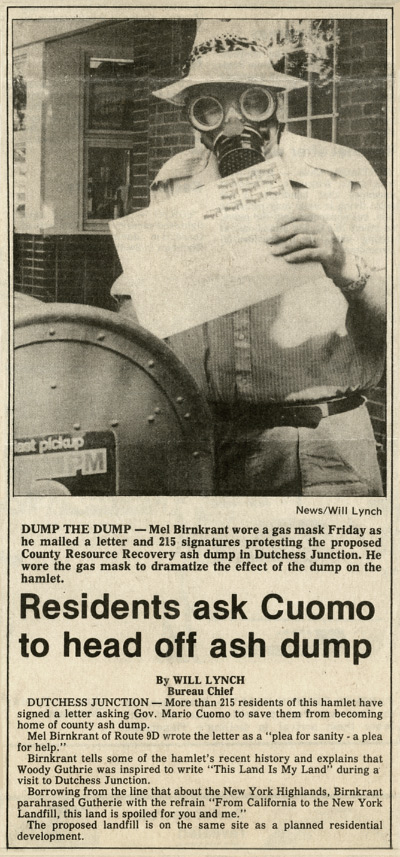 last pickup
PM
News/Will Lynch
DUMP THE DUMP — Mel Birnkrant wore a gas mask Friday as
he mailed a letter and 215 signatures protesting the proposed
County Resource Recovery ash dump in Dutchess Junction. He
wore the gas mask to dramatize the effect of the dump on the
hamlet.
Residents ask Cuomo
to head off ash dump
By WILL LYNCH
Bureau Chief
DUTCHESS JUNCTION — More than 215 residents of this hamlet have
signed a letter asking Gov. Mario Cuomo to save them from becoming
home of county ash dump.
Mel Birnkrant of Route 9D wrote the letter as a "plea for sanity - a plea
for help."
Birnkrant tells some of the hamlet's recent history and explains that
Woody Guthrie was inspired to write "This Land Is My Land" during a
visit to Dutchess Junction.
Borrowing from the line that about the New York Highlands, Birnkrant
parahrased Gutherie with the refrain "From California to the New York
Landfill, this land is spoiled for you and me."
The proposed landfill is on the same site as a planned residential
development.